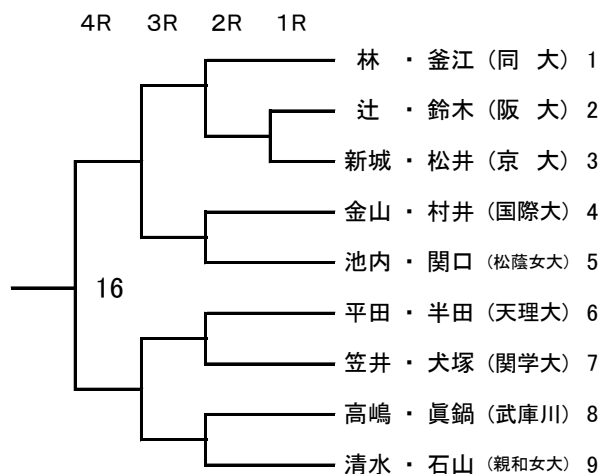 4R 3R 2R 1R
林 ・ 釜江 (同 大) 1
辻 ・ 鈴木 (阪 大) 2
新城 ・ 松井 (京 大) 3
金山 ・ 村井 (国際大) 4
池内 ・ 関口 (松蔭女大) 5
16
平田 ・ 半田 (天理大) 6
笠井 ・ 犬塚 (関学大) 7
高嶋 ・ 眞鍋 (武庫川) 8
清水 ・ 石山 (親和女大) 9